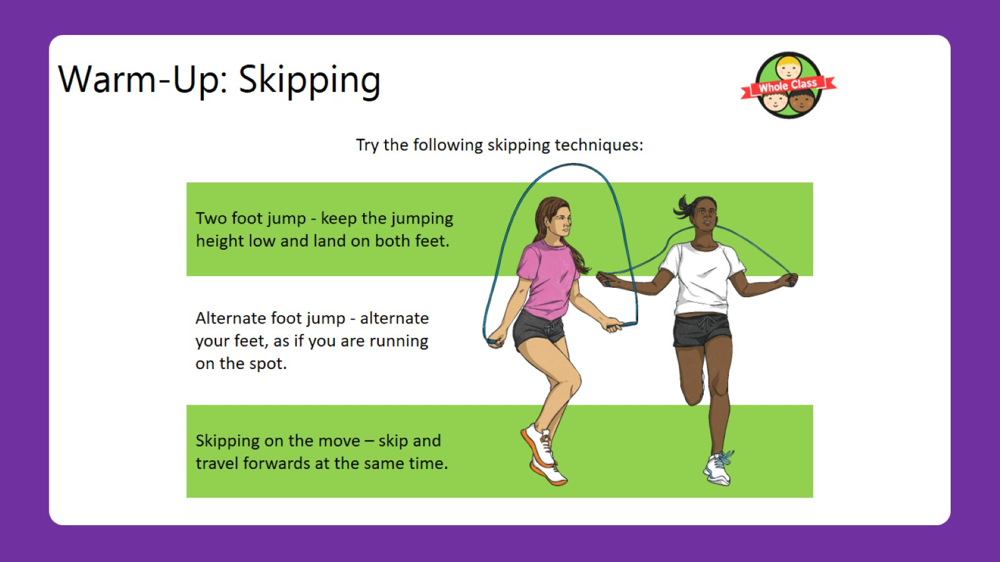 Warm-Up: Skipping
Whole Class
Try the following skipping techniques:
Two foot jump - keep the jumping
height low and land on both feet.
Alternate foot jump - alternate
your feet, as if you are running
on the spot.
Skipping on the move – skip and
travel forwards at the same time.